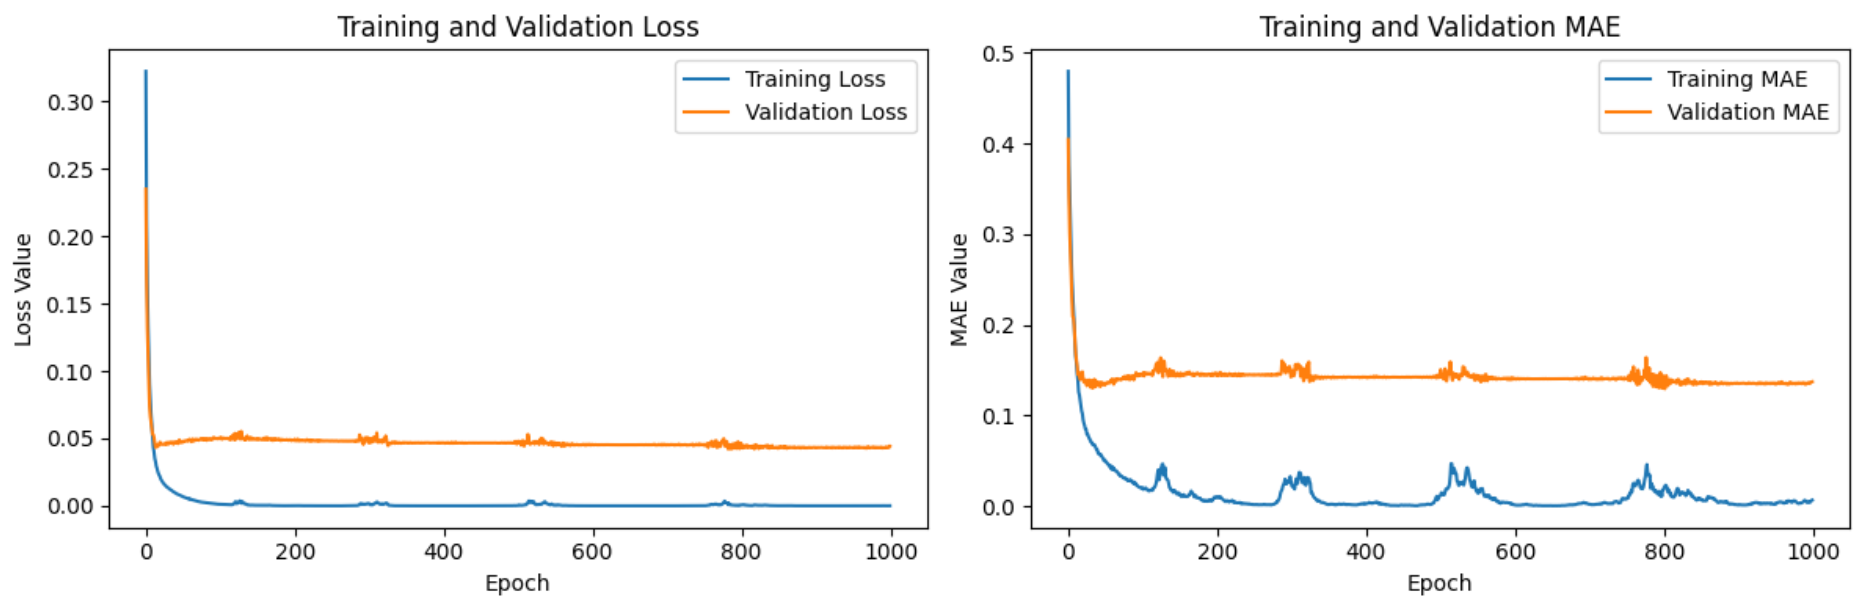 Training and Validation Loss
Training Loss
Validation Loss
Loss Value
0.30
0.25
0.20
0.15
0.10
0.05
0.00
0 200 400 600 800 1000
Epoch
Training and Validation MAE
Training MAE
Validation MAE
MAE Value
0.5
0.4
0.3
0.2
0.1
0.0
0 200 400 600 800 1000
Epoch